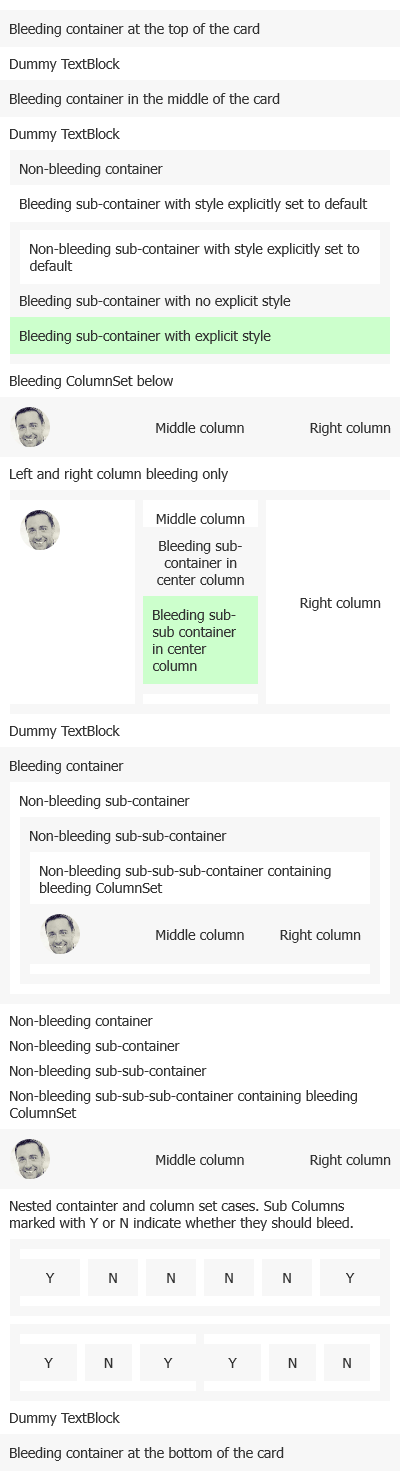 Bleeding container at the top of the card
Dummy TextBlock
Bleeding container in the middle of the card
Dummy TextBlock
Non-bleeding container
Bleeding sub-container with style explicitly set to default
Non-bleeding sub-container with style explicitly set to
default
Bleeding sub-container with no explicit style
Bleeding sub-container with explicit style
Bleeding ColumnSet below
Middle column
Right column
Left and right column bleeding only
Middle column
Bleeding sub-
container in
center column
Bleeding sub-
sub container
in center
column
Right column
Dummy TextBlock
Bleeding container
Non-bleeding sub-container
Non-bleeding sub-sub-container
Non-bleeding sub-sub-sub-container containing
bleeding ColumnSet
Middle column
Right column
Non-bleeding container
Non-bleeding sub-container
Non-bleeding sub-sub-container
Non-bleeding sub-sub-sub-container containing bleeding
ColumnSet
Middle column
Right column
Nested containter and column set cases. Sub Columns
marked with Y or N indicate whether they should bleed.
Y N N N N Y
Y N Y Y N N
Dummy TextBlock
Bleeding container at the bottom of the card